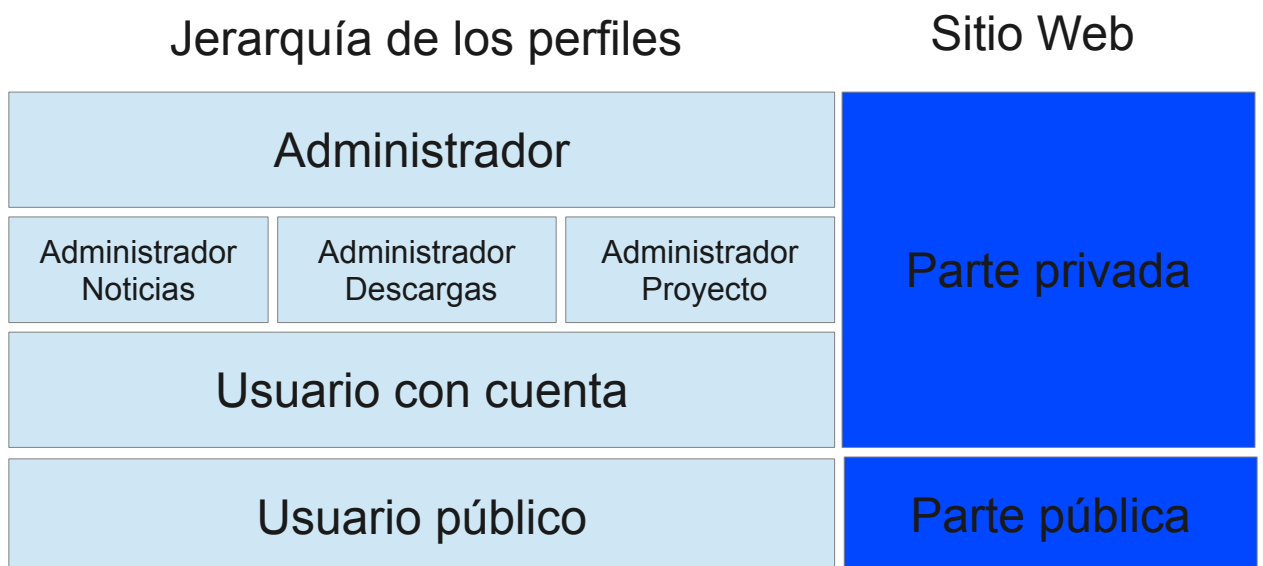 Jerarquía de los perfiles
Sitio Web
Administrador
Administrador
Noticias
Administrador
Descargas
Administrador
Proyecto
Parte privada
Usuario con cuenta
Usuario público
Parte pública